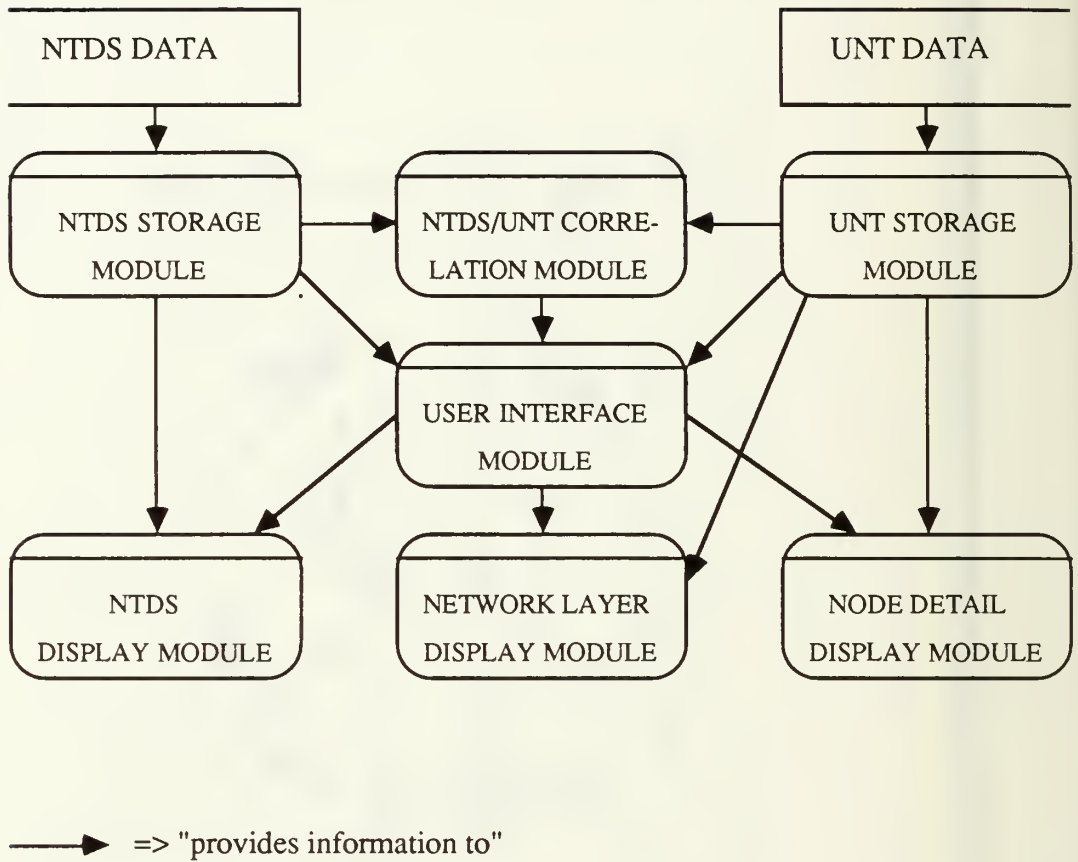 NTDS DATA
UNT DATA
NTDS STORAGE
MODULE
NTDS/UNT CORRE-
LATION MODULE
UNT STORAGE
MODULE
USER INTERFACE
MODULE
NTDS
DISPLAY MODULE
NETWORK LAYER
DISPLAY MODULE
NODE DETAIL
DISPLAY MODULE
=> "provides information to"